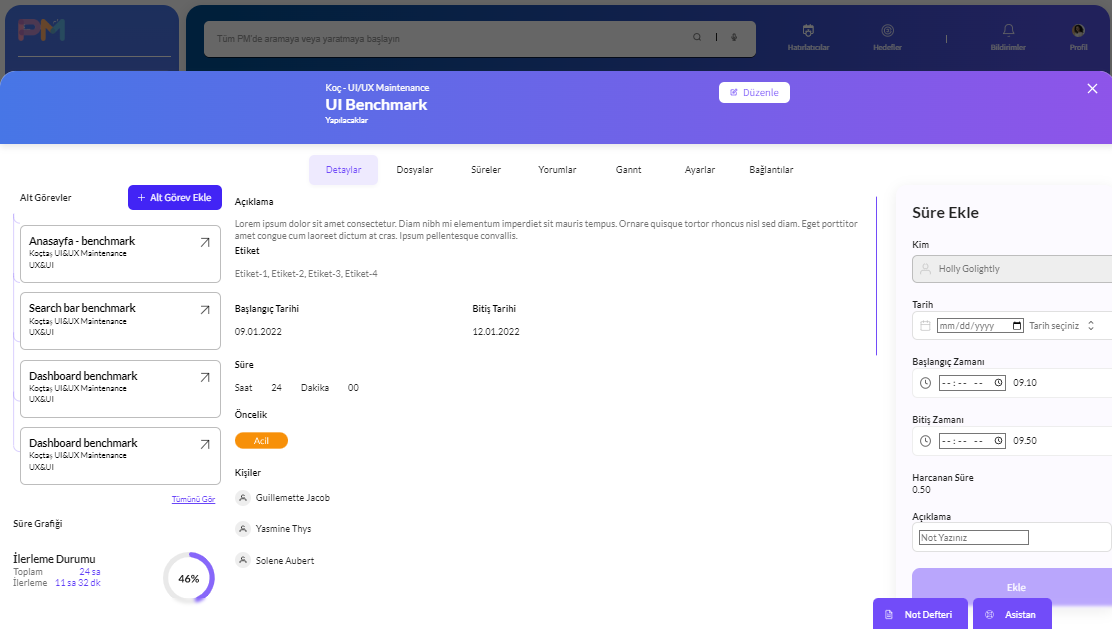 PM
Tüm PM'de aramaya veya yaratmaya başlayın
Hatırlatıcılar
Hedefler
Bildirimler
Profil
Koç - UI/UX Maintenance
UI Benchmark
Yapılacaklar
Düzenle
Detaylar
Dosyalar
Süreler
Yorumlar
Gannt
Ayarlar
Bağlantılar
Alt Görevler
+ Alt Görev Ekle
Anasayfa - benchmark
Koçtaş UI&UX Maintenance
UX&UI
Search bar benchmark
Koçtaş UI&UX Maintenance
UX&UI
Dashboard benchmark
Koçtaş UI&UX Maintenance
UX&UI
Dashboard benchmark
Koçtaş UI&UX Maintenance
UX&UI
Tümünü Gör
Süre Grafiği
İlerleme Durumu
Toplam 24 sa
İlerleme 11 sa 32 dk
46%
Açıklama
Lorem ipsum dolor sit amet consectetur. Diam nibh mi elementum imperdiet sit mauris tempus. Ornare quisque tortor rhoncus nisl sed diam. Eget porttitor
amet congue cum laoreet dictum at cras. Ipsum pellentesque convallis.
Etiket
Etiket-1, Etiket-2, Etiket-3, Etiket-4
Başlangıç Tarihi
Bitiş Tarihi
09.01.2022
12.01.2022
Süre
Saat 24 Dakika 00
Öncelik
Acil
Kişiler
Guillemette Jacob
Yasmine Thys
Solene Aubert
Süre Ekle
Kim
Holly Golightly
Tarih
mm/dd/yyyy Tarih seçiniz
Başlangıç Zamanı
--:-- -- 09.10
Bitiş Zamanı
--:-- -- 09.50
Harcanan Süre
0.50
Açıklama
Not Yazınız
Ekle
Not Defteri
Asistan